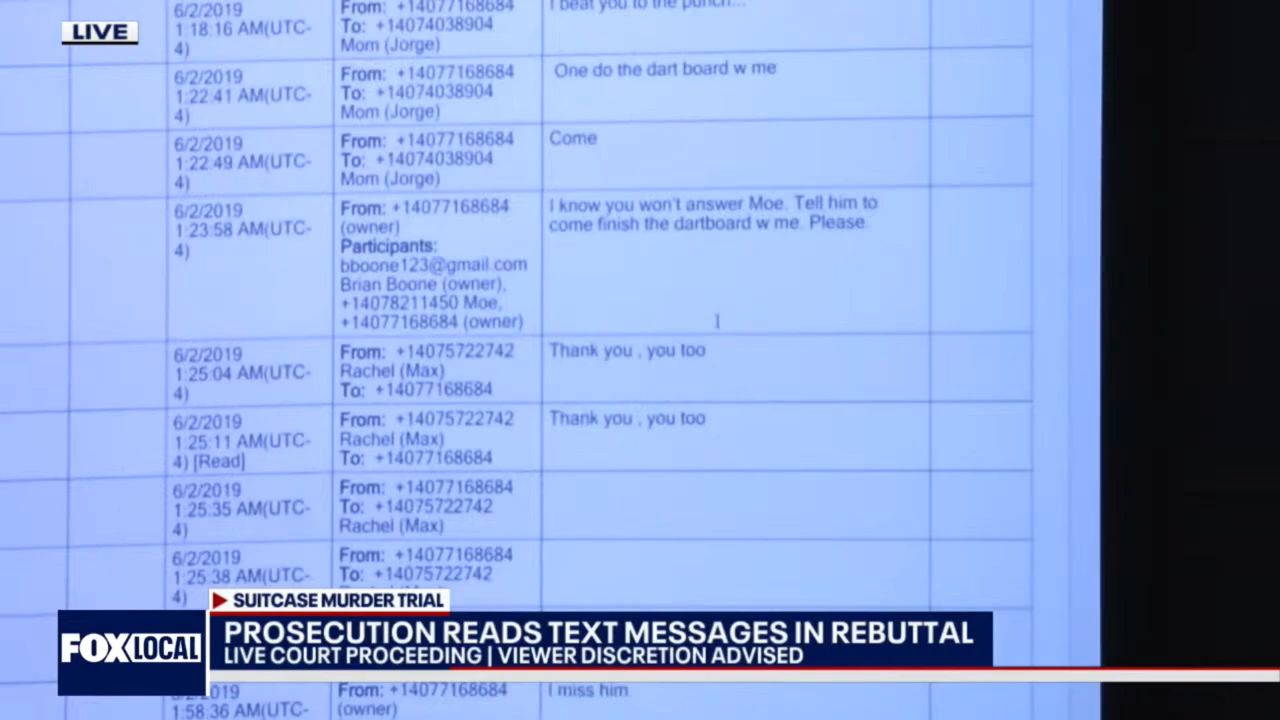 LIVE
6/2/2019
1:18:16 AM(UTC-
4)
From: +14077168684
To: +14074038904
Mom (Jorge)
I beat you to the punch...
6/2/2019
1:22:41 AM(UTC-
4)
From: +14077168684
To: +14074038904
Mom (Jorge)
One do the dart board w me
6/2/2019
1:22:49 AM(UTC-
4)
From: +14077168684
To: +14074038904
Mom (Jorge)
Come
6/2/2019
1:23:58 AM(UTC-
4)
From: +14077168684
(owner)
Participants:
bboone123@gmail.com
Brian Boone (owner),
+14078211450 Moe,
+14077168684 (owner)
I know you won't answer Moe. Tell him to
come finish the dartboard w me. Please.
6/2/2019
1:25:04 AM(UTC-
4)
From: +14075722742
Rachel (Max)
To: +14077168684
Thank you , you too
6/2/2019
1:25:11 AM(UTC-
4) [Read]
From: +14075722742
Rachel (Max)
To: +14077168684
Thank you , you too
6/2/2019
1:25:35 AM(UTC-
4)
From: +14077168684
To: +14075722742
Rachel (Max)
6/2/2019
1:25:38 AM(UTC-
4)
From: +14077168684
To: +14075722742
SUITCASE MURDER TRIAL
FOX LOCAL
PROSECUTION READS TEXT MESSAGES IN REBUTTAL
LIVE COURT PROCEEDING | VIEWER DISCRETION ADVISED
1:58:36 AM(UTC-
From: +14077168684
(owner)
I miss him